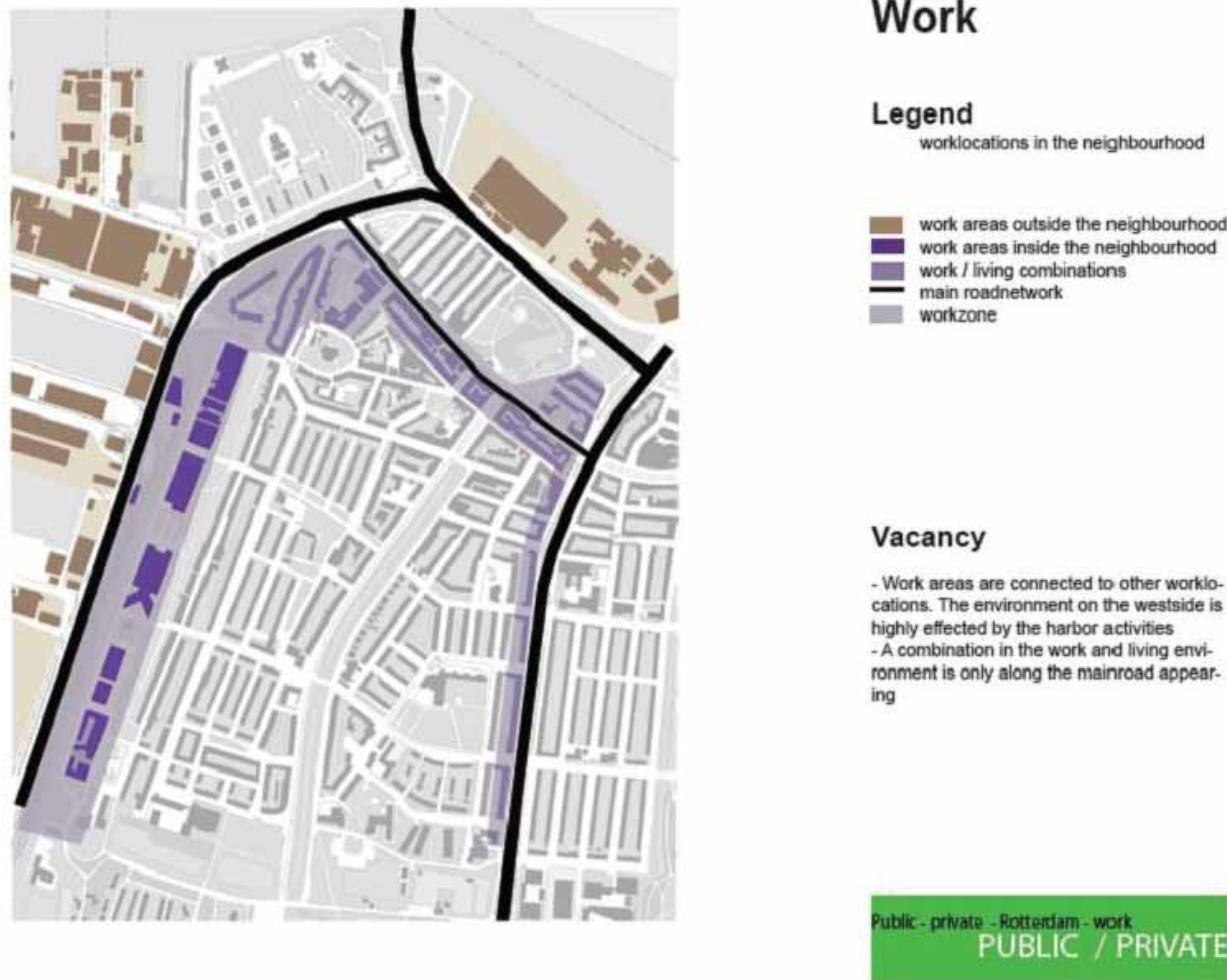 Work
Legend
worklocations in the neighbourhood
work areas outside the neighbourhood
work areas inside the neighbourhood
work / living combinations
main roadnetwork
workzone
Vacancy
- Work areas are connected to other worklo-
cations. The environment on the westside is
highly effected by the harbor activities
- A combination in the work and living envi-
ronment is only along the mainroad appear-
ing
Public - private - Rotterdam - work
PUBLIC / PRIVATE